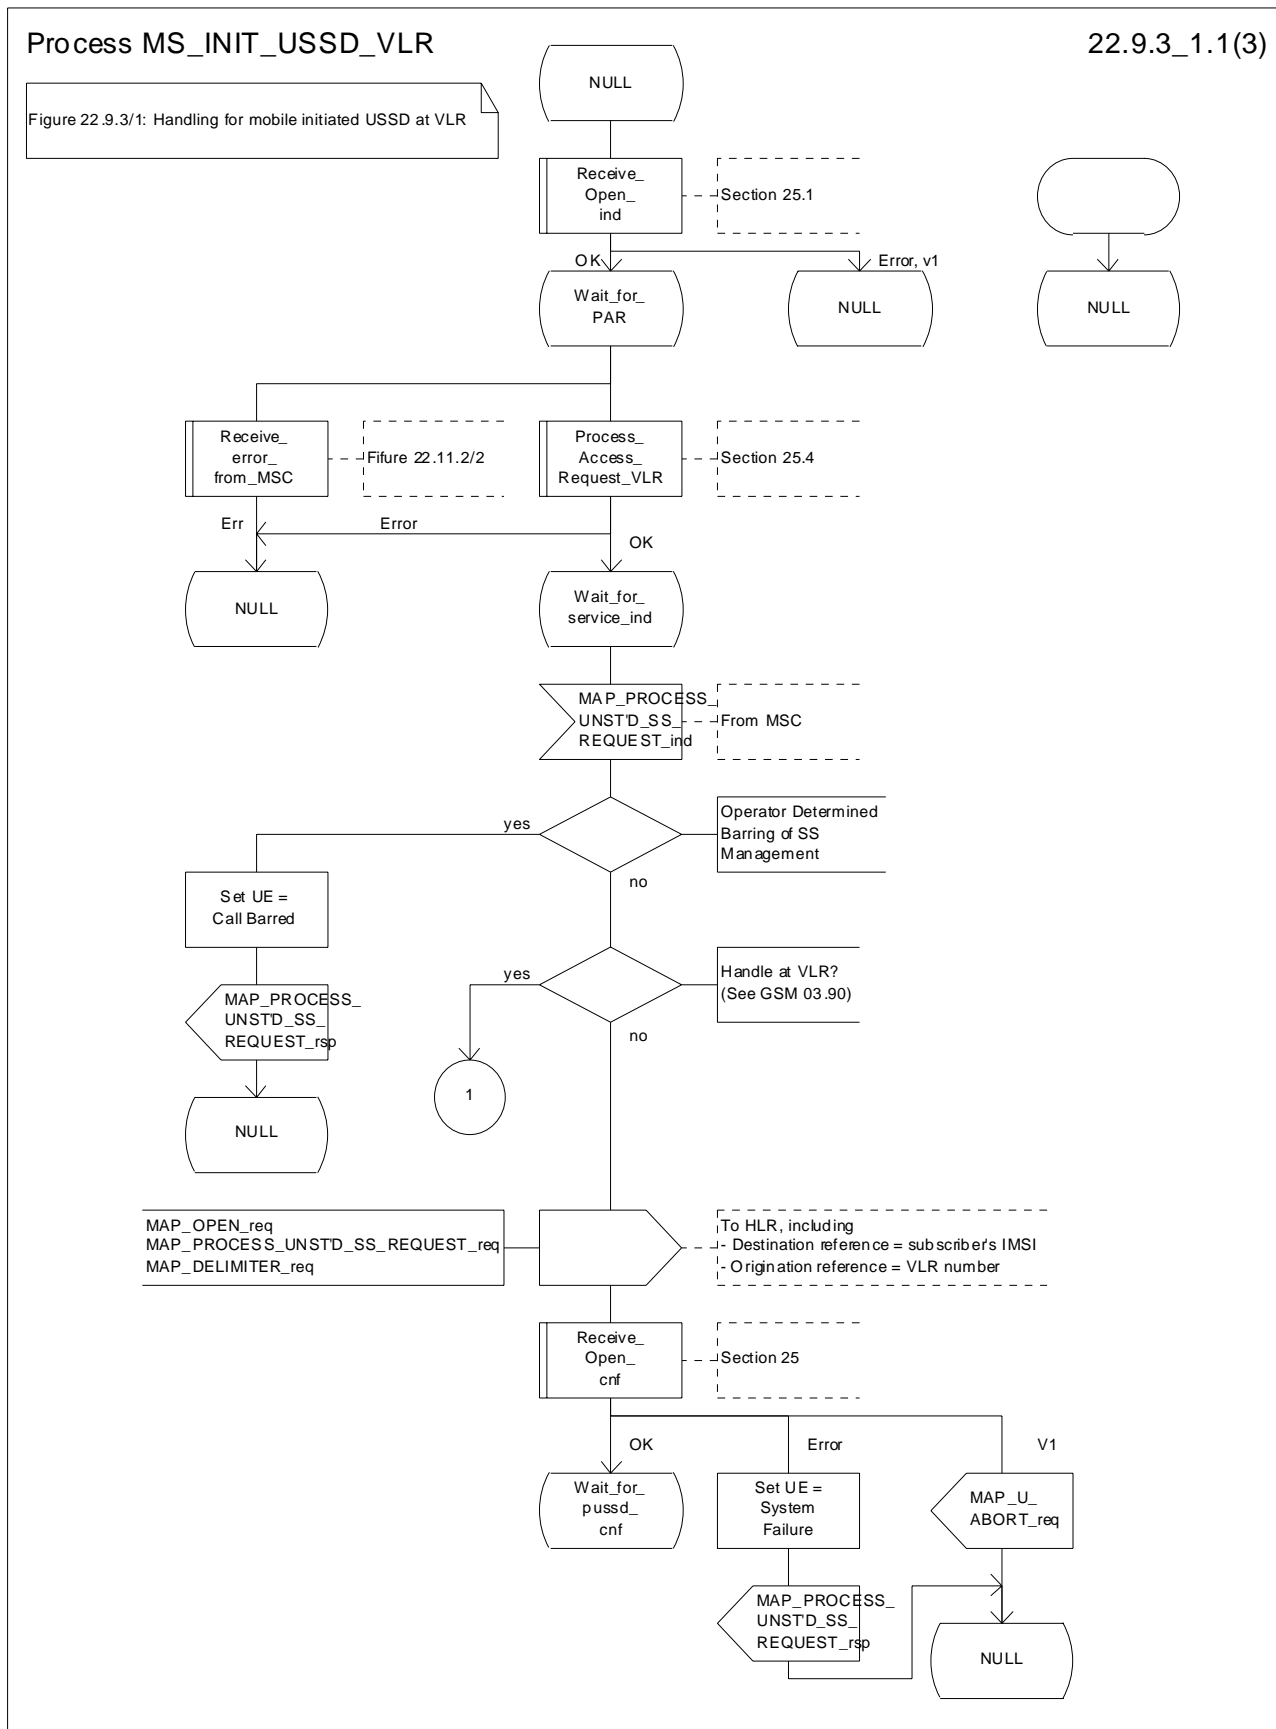 Process MS_INIT_USSD_VLR
22.9.3_1.1(3)
Figure 22.9.3/1: Handling for mobile initiated USSD at VLR
NULL
Receive_
Open_
ind
Section 25.1
OK
Error, v1
Wait_for_
PAR
NULL
NULL
Receive_
error_
from_MSC
Fifure 22.11.2/2
Process_
Access_
Request_VLR
Section 25.4
Err
Error
OK
NULL
Wait_for_
service_ind
MAP_PROCESS_
UNST'D_SS_
REQUEST_ind
From MSC
yes
Operator Determined
Barring of SS
Management
no
Set UE =
Call Barred
yes
Handle at VLR?
(See GSM 03.90)
no
MAP_PROCESS_
UNST'D_SS_
REQUEST_rsp
1
NULL
MAP_OPEN_req
MAP_PROCESS_UNST'D_SS_REQUEST_req
MAP_DELIMITER_req
To HLR, including
- Destination reference = subscriber's IMSI
- Origination reference = VLR number
Receive_
Open_
cnf
Section 25
OK
Error
V1
Wait_for_
pussd_
cnf
Set UE =
System
Failure
MAP_U_
ABORT_req
MAP_PROCESS_
UNST'D_SS_
REQUEST_rsp
NULL